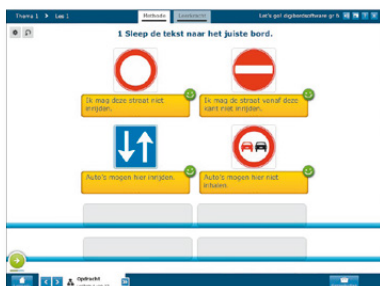 Thema 1 > Les 1
Methode
Leerkracht
Let's go! digibordsoftware gr
1 Sleep de tekst naar het juiste bord.
Ik mag deze straat niet
inrijden.
Ik mag de straat vanaf deze
kant niet inrijden.
Auto's mogen hier inrijden.
Auto's mogen hier niet
inhalen.
Opdracht